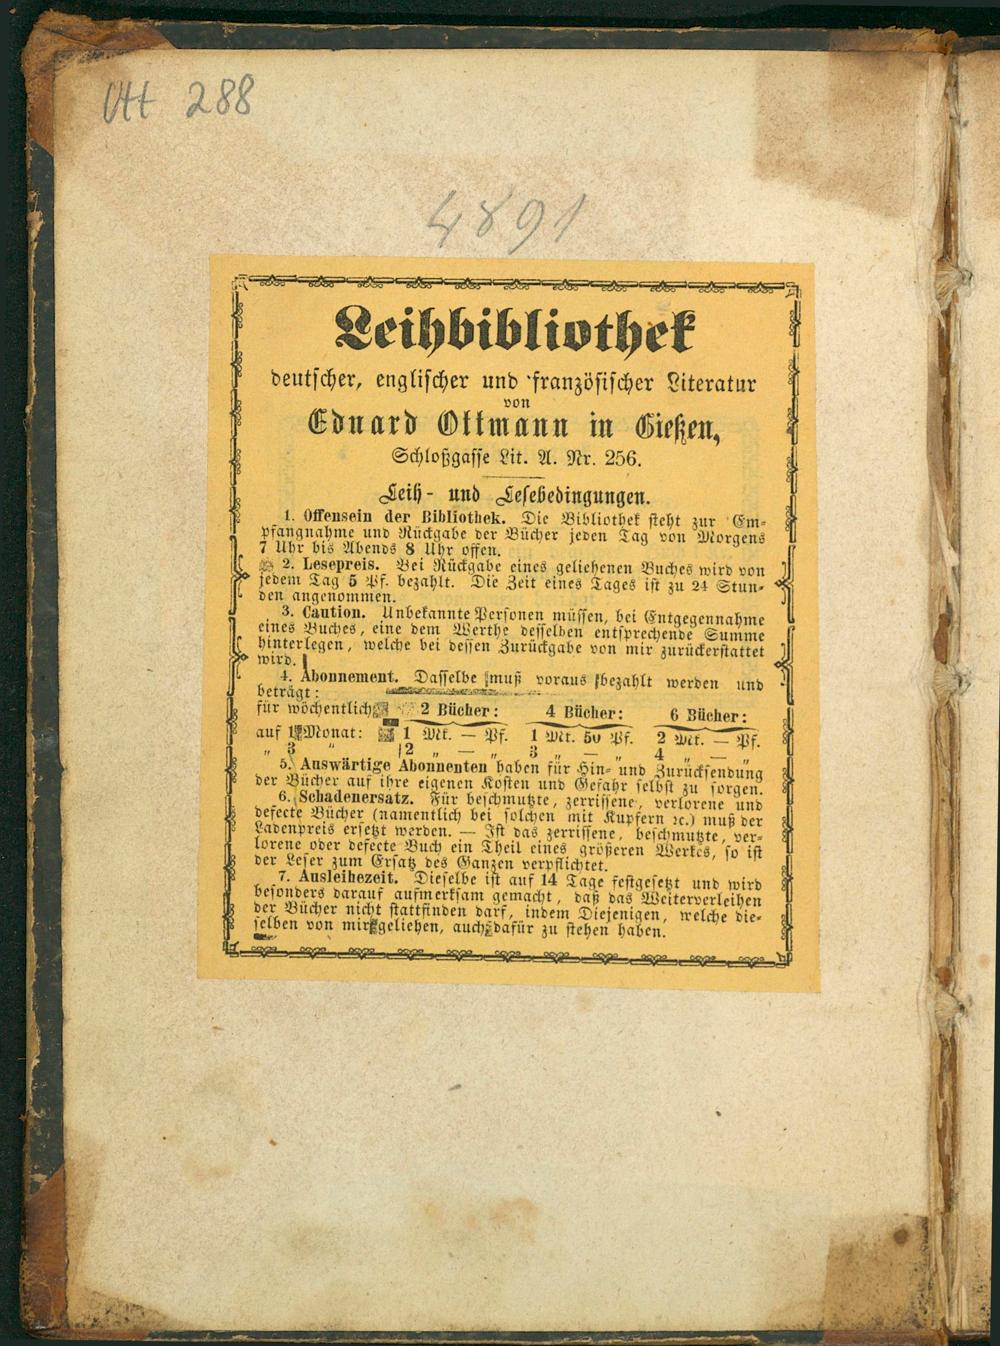 288
4891
Leihbibliothek
deutscher, englischer und französischer Literatur
von
Eduard Ottmann in Gießen,
Schloßgasse Lit. A. Nr. 256.
Leih- und Lesebedingungen.
1. Offensein der Bibliothek. Die Bibliothek steht zur Em-
pfangnahme und Rückgabe der Bücher jeden Tag von Morgens
7 Uhr bis Abends 8 Uhr offen.
2. Lesepreis. Bei Rückgabe eines geliehenen Buches wird von
jedem Tag 5 Pf. bezahlt. Die Zeit eines Tages ist zu 24 Stun-
den angenommen.
3. Caution. Unbekannte Personen müssen, bei Entgegennahme
eines Buches, eine dem Werthe desselben entsprechende Summe
hinterlegen, welche bei dessen Zurückgabe von mir zurückerstattet
wird.
4. Abonnement. Dasselbe muß voraus bezahlt werden und
beträgt:
für wöchentlich 2 Bücher: 4 Bücher: 6 Bücher:
auf 1 Monat: 1 Mk. — Pf. 1 Mk. 50 Pf. 2 Mk. — Pf.
„ 3 „ 2 „ — „ 3 „ — „ 4 „ — „
5. Auswärtige Abonnenten haben für Hin- und Zurücksendung
der Bücher auf ihre eigenen Kosten und Gefahr selbst zu sorgen.
6. Schadenersatz. Für beschmutzte, zerrissene, verlorene und
defecte Bücher (namentlich bei solchen mit Kupfern ꝛc.) muß der
Ladenpreis ersetzt werden. — Ist das zerrissene, beschmutzte, ver-
lorene oder defecte Buch ein Theil eines größeren Werkes, so ist
der Leser zum Ersatz des Ganzen verpflichtet.
7. Ausleihezeit. Dieselbe ist auf 14 Tage festgesetzt und wird
besonders darauf aufmerksam gemacht, daß das Weiterverleihen
der Bücher nicht stattfinden darf, indem Diejenigen, welche die-
selben von mir geliehen, auch dafür zu stehen haben.